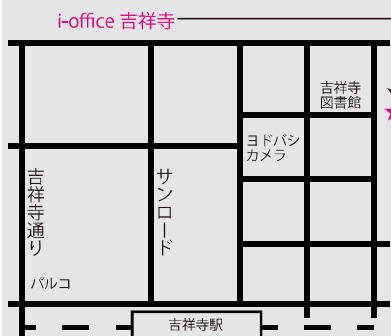 i-office 吉祥寺
吉祥寺
図書館
ヨドバシ
カメラ
吉祥寺通り
サンロード
パルコ
吉祥寺駅